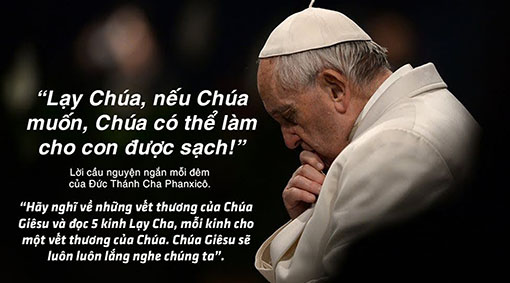 “Lạy Chúa, nếu Chúa
muốn, Chúa có thể làm
cho con được sạch!”
Lời cầu nguyện ngắn mỗi đêm
của Đức Thánh Cha Phanxicô.
“Hãy nghĩ về những vết thương của Chúa
Giêsu và đọc 5 kinh Lạy Cha, mỗi kinh cho
một vết thương của Chúa. Chúa Giêsu sẽ
luôn luôn lắng nghe chúng ta”.